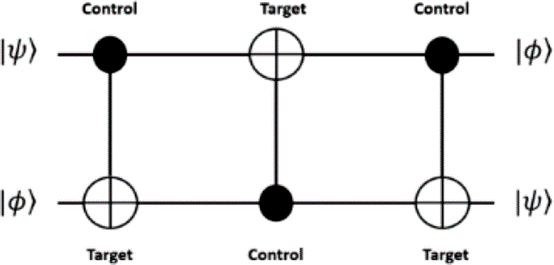 Control Target Control
|ψ⟩ |ϕ⟩
|ϕ⟩ |ψ⟩
Target Control Target